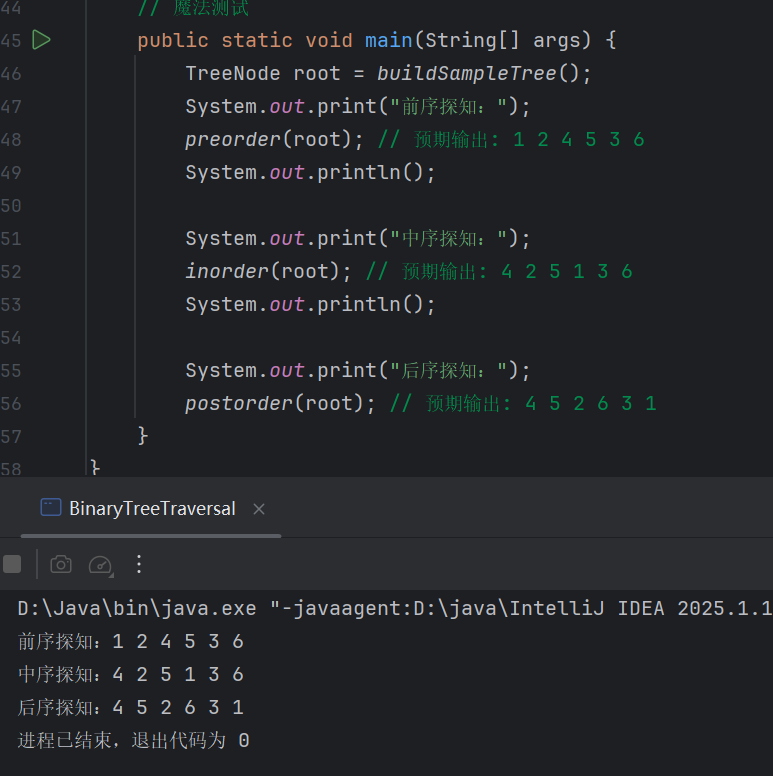 44 // 魔法测试
45 public static void main(String[] args) {
46 TreeNode root = buildSampleTree();
47 System.out.print("前序探知：");
48 preorder(root); // 预期输出: 1 2 4 5 3 6
49 System.out.println();
50
51 System.out.print("中序探知：");
52 inorder(root); // 预期输出: 4 2 5 1 3 6
53 System.out.println();
54
55 System.out.print("后序探知：");
56 postorder(root); // 预期输出: 4 5 2 6 3 1
57 }
58 }
BinaryTreeTraversal
D:\Java\bin\java.exe "-javaagent:D:\java\IntelliJ IDEA 2025.1.1
前序探知：1 2 4 5 3 6
中序探知：4 2 5 1 3 6
后序探知：4 5 2 6 3 1
进程已结束，退出代码为 0